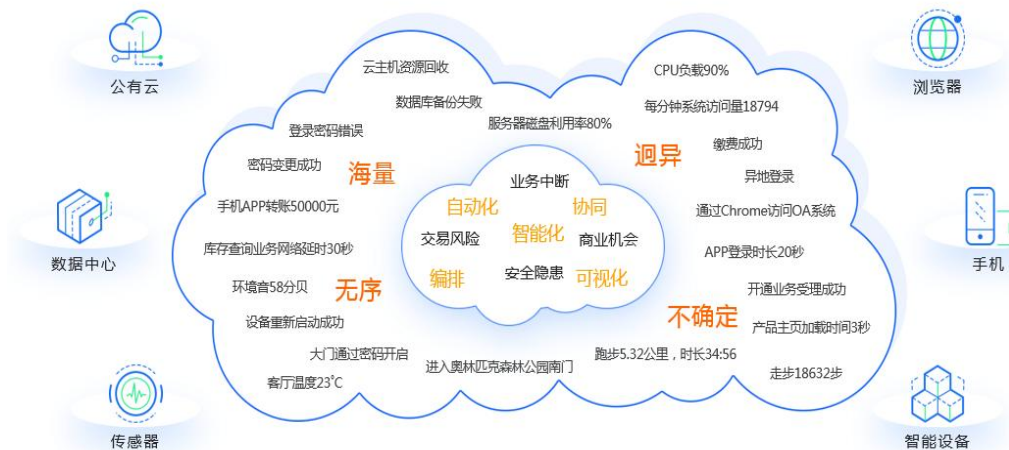 公有云
数据中心
传感器
云主机资源回收
数据库备份失败
登录密码错误
密码变更成功
海量
手机APP转账50000元
库存查询业务网络延时30秒
环境音58分贝
无序
设备重新启动成功
大门通过密码开启
客厅温度23℃
进入奥林匹克森林公园南门
服务器磁盘利用率80%
业务中断
自动化
协同
交易风险
智能化
商业机会
编排
安全隐患
可视化
CPU负载90%
每分钟系统访问量18794
迥异
缴费成功
异地登录
通过Chrome访问OA系统
APP登录时长20秒
开通业务受理成功
不确定
产品主页加载时间3秒
跑步5.32公里，时长34:56
走步18632步
浏览器
手机
智能设备